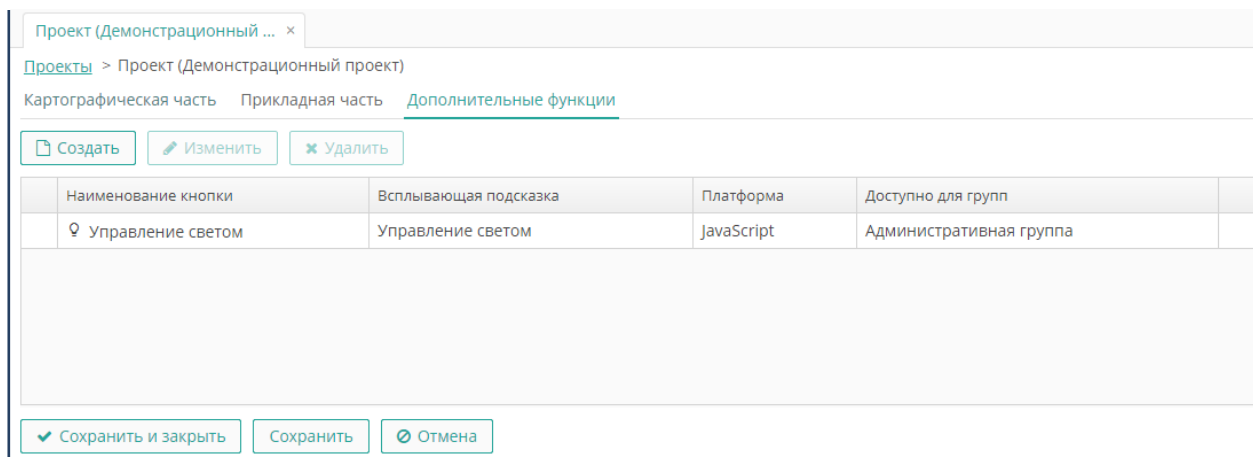 Проект (Демонстрационный ... ×
Проекты > Проект (Демонстрационный проект)
Картографическая часть Прикладная часть Дополнительные функции
Создать Изменить Удалить
Наименование кнопки Всплывающая подсказка Платформа Доступно для групп
Управление светом Управление светом JavaScript Административная группа
Сохранить и закрыть Сохранить Отмена